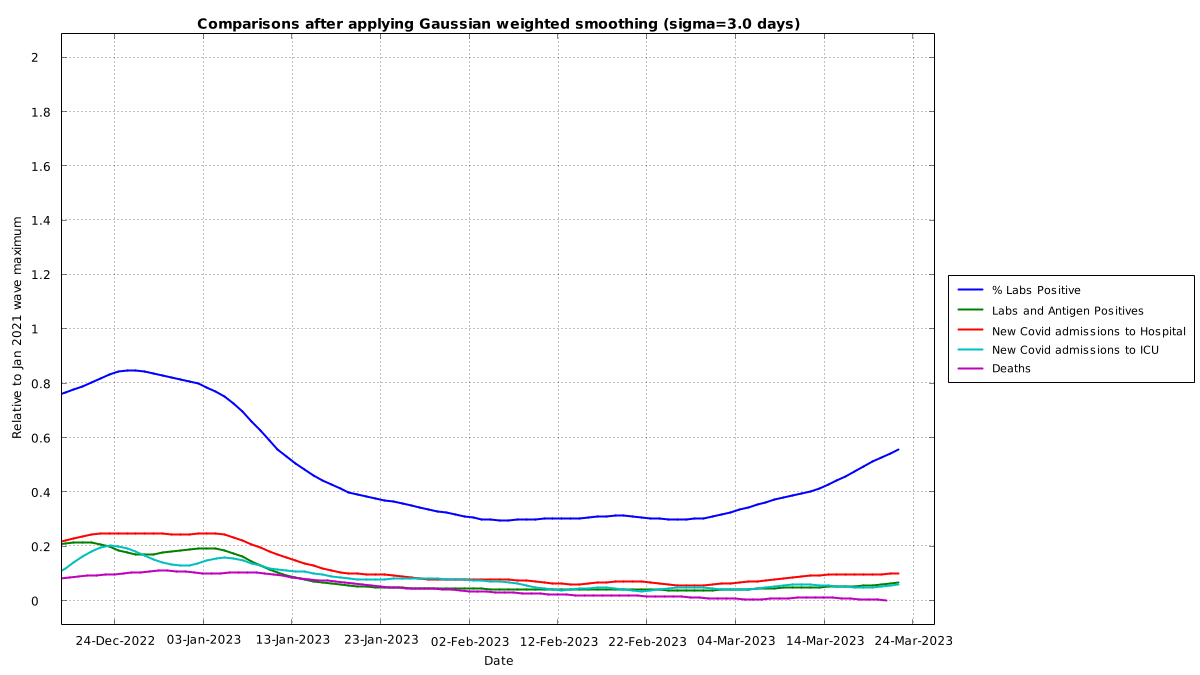 Comparisons after applying Gaussian weighted smoothing (sigma=3.0 days)
Relative to Jan 2021 wave maximum
2
1.8
1.6
1.4
1.2
1
0.8
0.6
0.4
0.2
0
24-Dec-2022 03-Jan-2023 13-Jan-2023 23-Jan-2023 02-Feb-2023 12-Feb-2023 22-Feb-2023 04-Mar-2023 14-Mar-2023 24-Mar-2023
Date
% Labs Positive
Labs and Antigen Positives
New Covid admissions to Hospital
New Covid admissions to ICU
Deaths